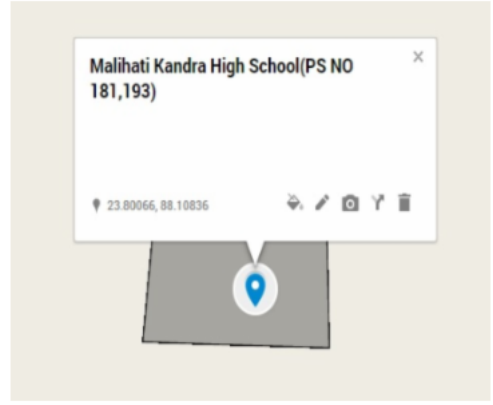 Malihati Kandra High School(PS NO
181,193)
23.80066, 88.10836